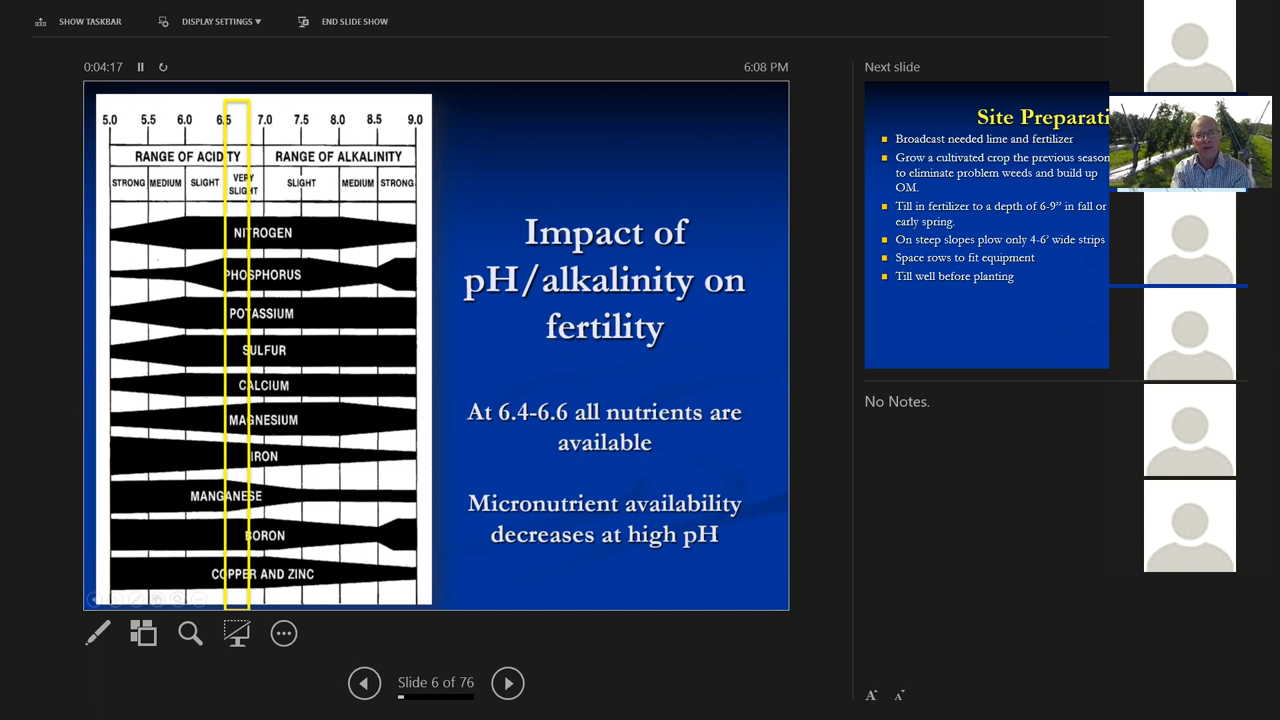 SHOW TASKBAR
DISPLAY SETTINGS ▼
END SLIDE SHOW
0:04:17
6:08 PM
5.0 5.5 6.0 6.5 7.0 7.5 8.0 8.5 9.0
RANGE OF ACIDITY RANGE OF ALKALINITY
STRONG MEDIUM SLIGHT VERY SLIGHT SLIGHT MEDIUM STRONG
NITROGEN
PHOSPHORUS
POTASSIUM
SULFUR
CALCIUM
MAGNESIUM
IRON
MANGANESE
BORON
COPPER AND ZINC
Impact of
pH/alkalinity on
fertility
At 6.4-6.6 all nutrients are
available
Micronutrient availability
decreases at high pH
Slide 6 of 76
Next slide
Site Preparati
Broadcast needed lime and fertilizer
Grow a cultivated crop the previous season
to eliminate problem weeds and build up
OM.
Till in fertilizer to a depth of 6-9” in fall or
early spring.
On steep slopes plow only 4-6’ wide strips
Space rows to fit equipment
Till well before planting
No Notes.
A A